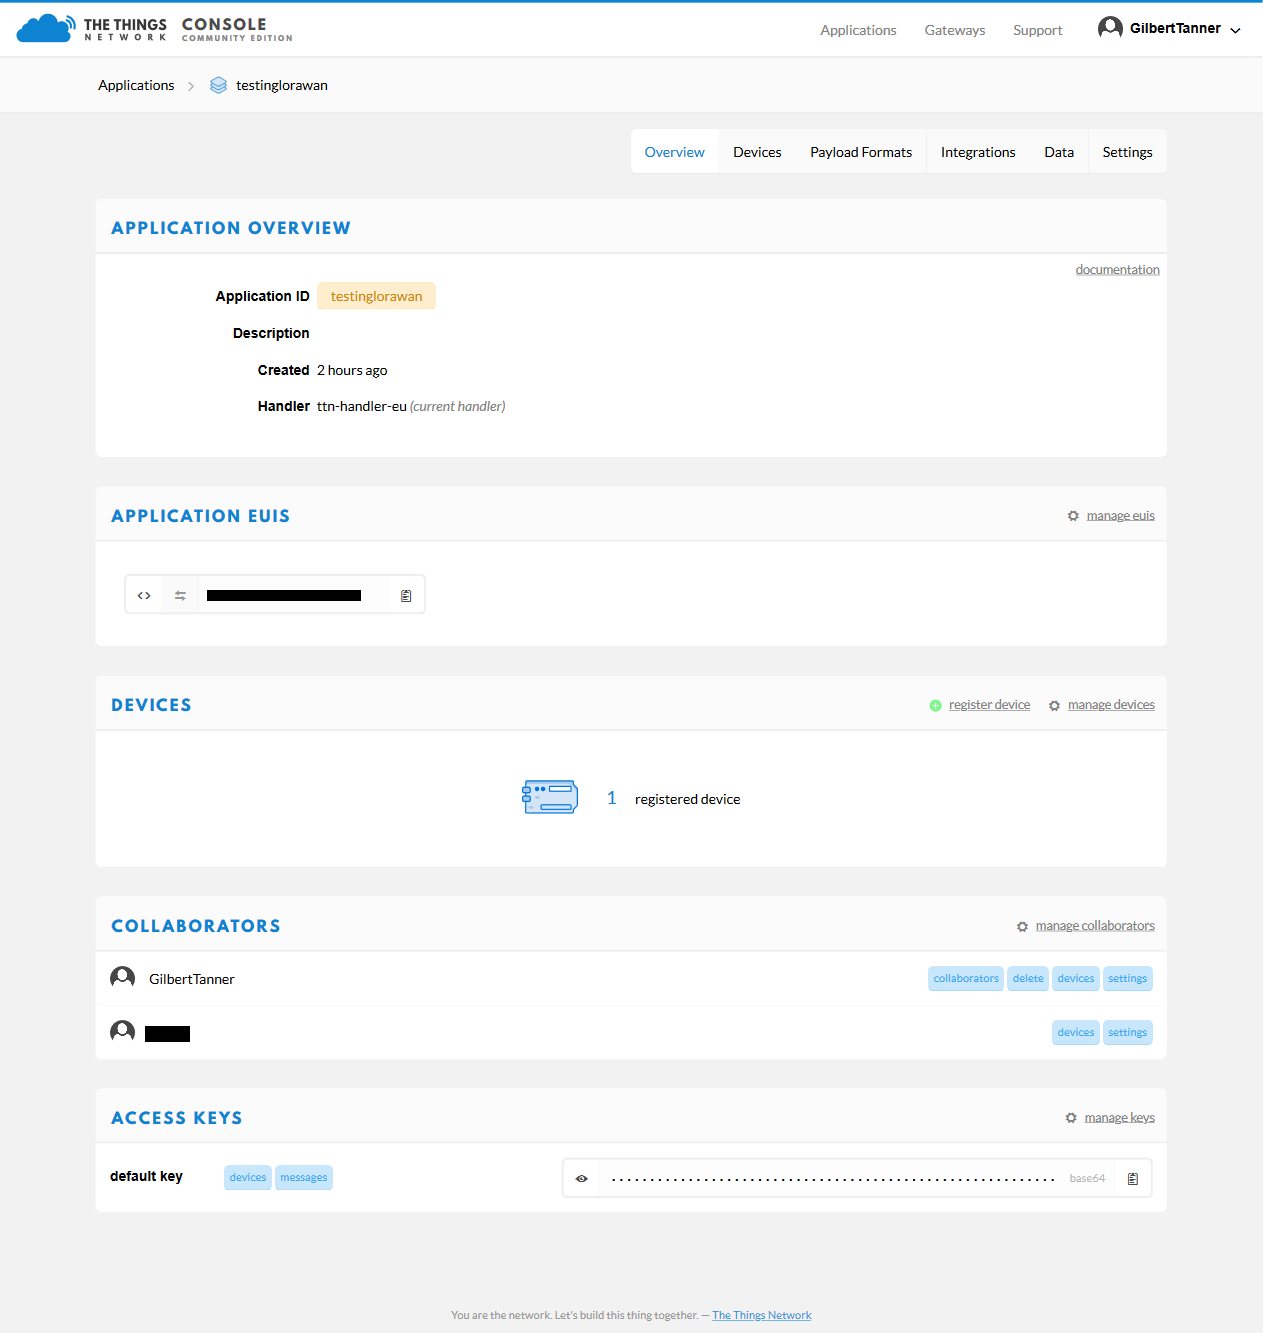 THE THINGS NETWORK CONSOLE COMMUNITY EDITION
Applications Gateways Support GilbertTanner
Applications testinglorawan
Overview Devices Payload Formats Integrations Data Settings
APPLICATION OVERVIEW
documentation
Application ID testinglorawan
Description
Created 2 hours ago
Handler ttn-handler-eu (current handler)
APPLICATION EUIS manage euis
DEVICES register device manage devices
1 registered device
COLLABORATORS manage collaborators
GilbertTanner collaborators delete devices settings
devices settings
ACCESS KEYS manage keys
default key devices messages base64
You are the network. Let's build this thing together. — The Things Network